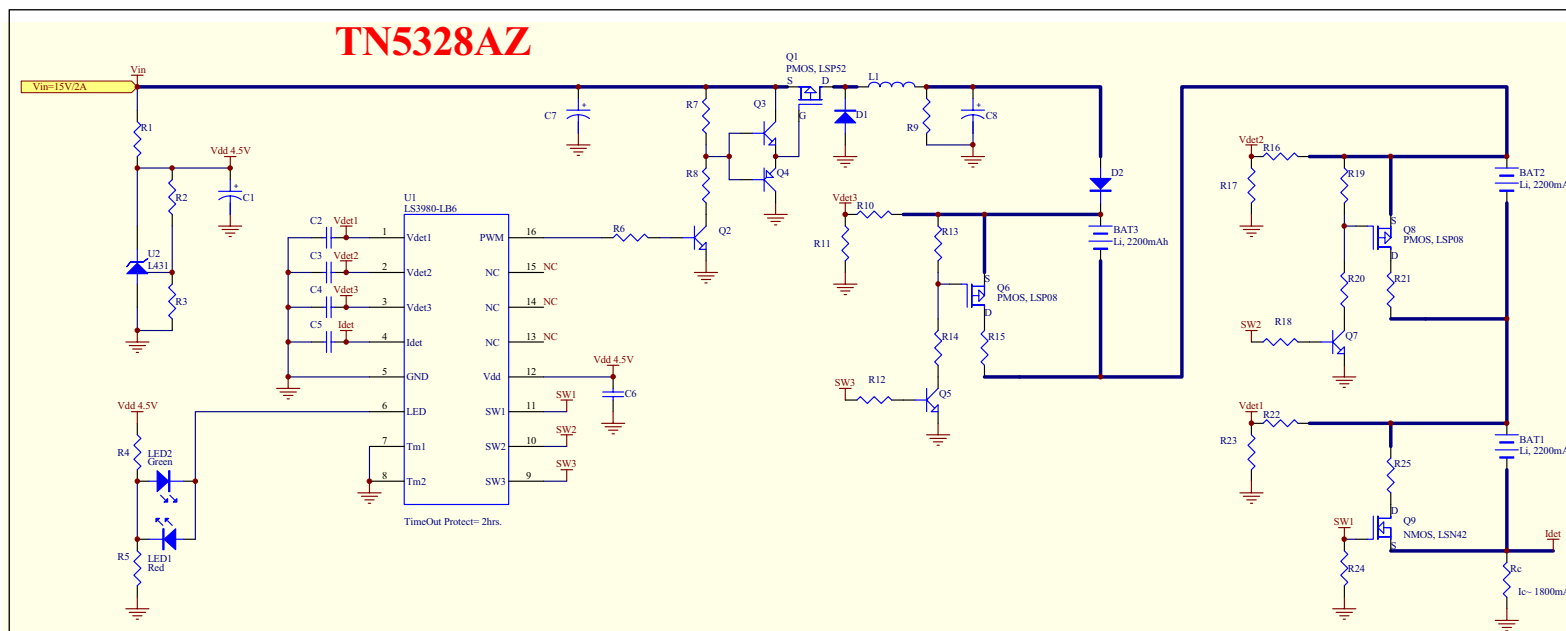 TN5328AZ
Vin
Vin=15V/2A
R1
Vdd 4.5V
R2
C1
U2
L431
R3
C7
R7
R8
Q3
Q4
Q1
PMOS, LSP52
S
D
G
D1
L1
R9
C8
D2
U1
LS3980-LB6
C2
Vdet1
C3
Vdet2
C4
Vdet3
C5
Idet
1
Vdet1
2
Vdet2
3
Vdet3
4
Idet
5
GND
6
LED
7
Tm1
8
Tm2
PWM
16
NC
15
NC
NC
14
NC
NC
13
NC
Vdd
12
SW1
11
SW2
10
SW3
9
TimeOut Protect= 2hrs.
R6
Q2
Vdd 4.5V
C6
SW1
SW2
SW3
Vdd 4.5V
R4
LED2
Green
LED1
Red
R5
Vdet3
R10
R11
R13
BAT3
Li, 2200mAh
S
Q6
PMOS, LSP08
D
R14
R15
SW3
R12
Q5
Vdet2
R16
R17
R19
BAT2
Li, 2200mA
S
Q8
PMOS, LSP08
D
R20
R21
SW2
R18
Q7
Vdet1
R22
R23
R25
BAT1
Li, 2200mA
D
Q9
NMOS, LSN42
S
SW1
R24
Idet
Rc
Ic~ 1800mA